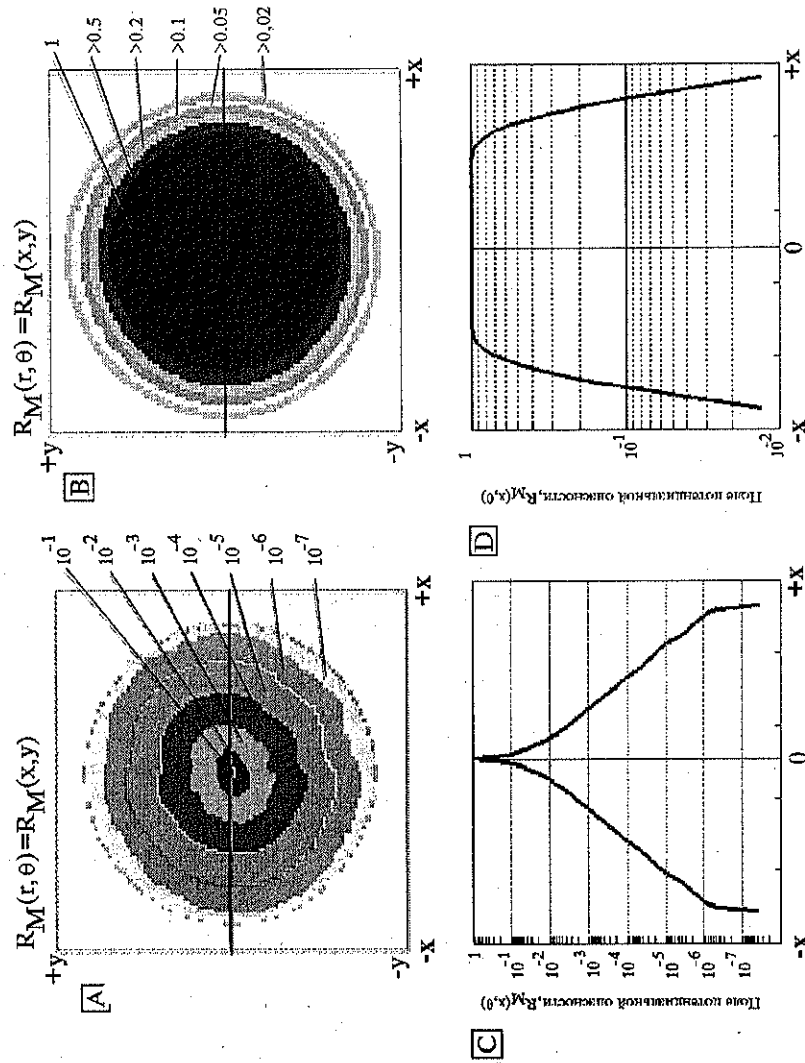 A
R_M(r,θ) =R_M(x,y)
+y
-y
-x
+x
10⁻¹
10⁻²
10⁻³
10⁻⁴
10⁻⁵
10⁻⁶
10⁻⁷
B
R_M(r,θ) =R_M(x,y)
+y
-y
-x
+x
1
>0.5
>0.2
>0.1
>0.05
>0,02
C
Поле потенциальной опасности, R_M(x,0)
1
10⁻¹
10⁻²
10⁻³
10⁻⁴
10⁻⁵
10⁻⁶
10⁻⁷
-x
0
+x
D
Поле потенциальной опасности, R_M(x,0)
1
10⁻¹
10⁻²
-x
0
+x